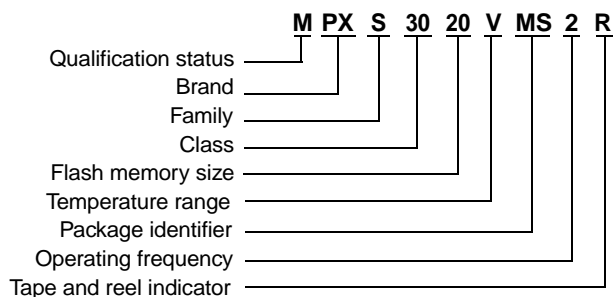 M PX S 30 20 V MS 2 R
Qualification status
Brand
Family
Class
Flash memory size
Temperature range
Package identifier
Operating frequency
Tape and reel indicator